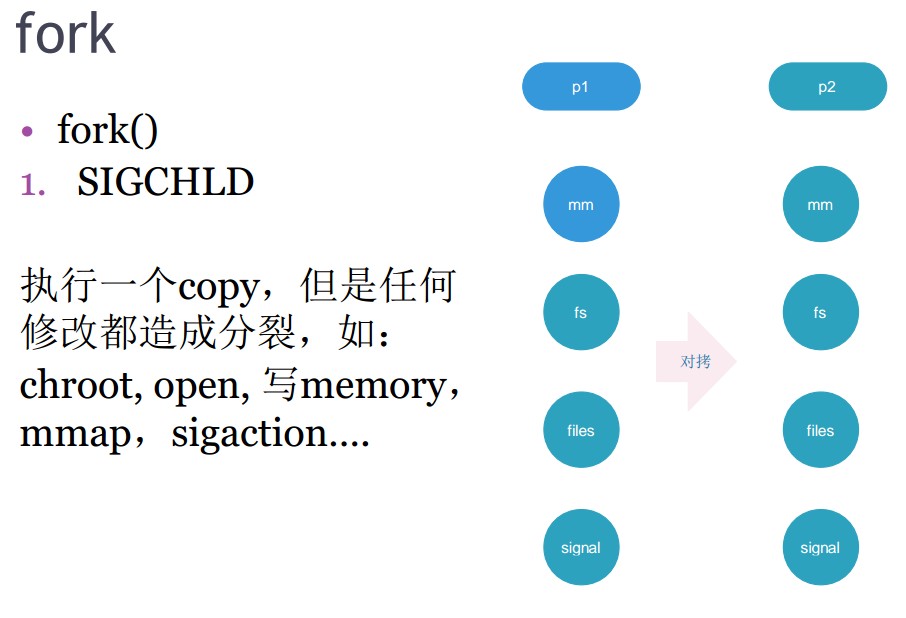 fork
• fork()
1. SIGCHLD
执行一个copy，但是任何
修改都造成分裂，如：
chroot, open, 写memory，
mmap，sigaction....
p1
p2
mm
mm
fs
fs
对拷
files
files
signal
signal